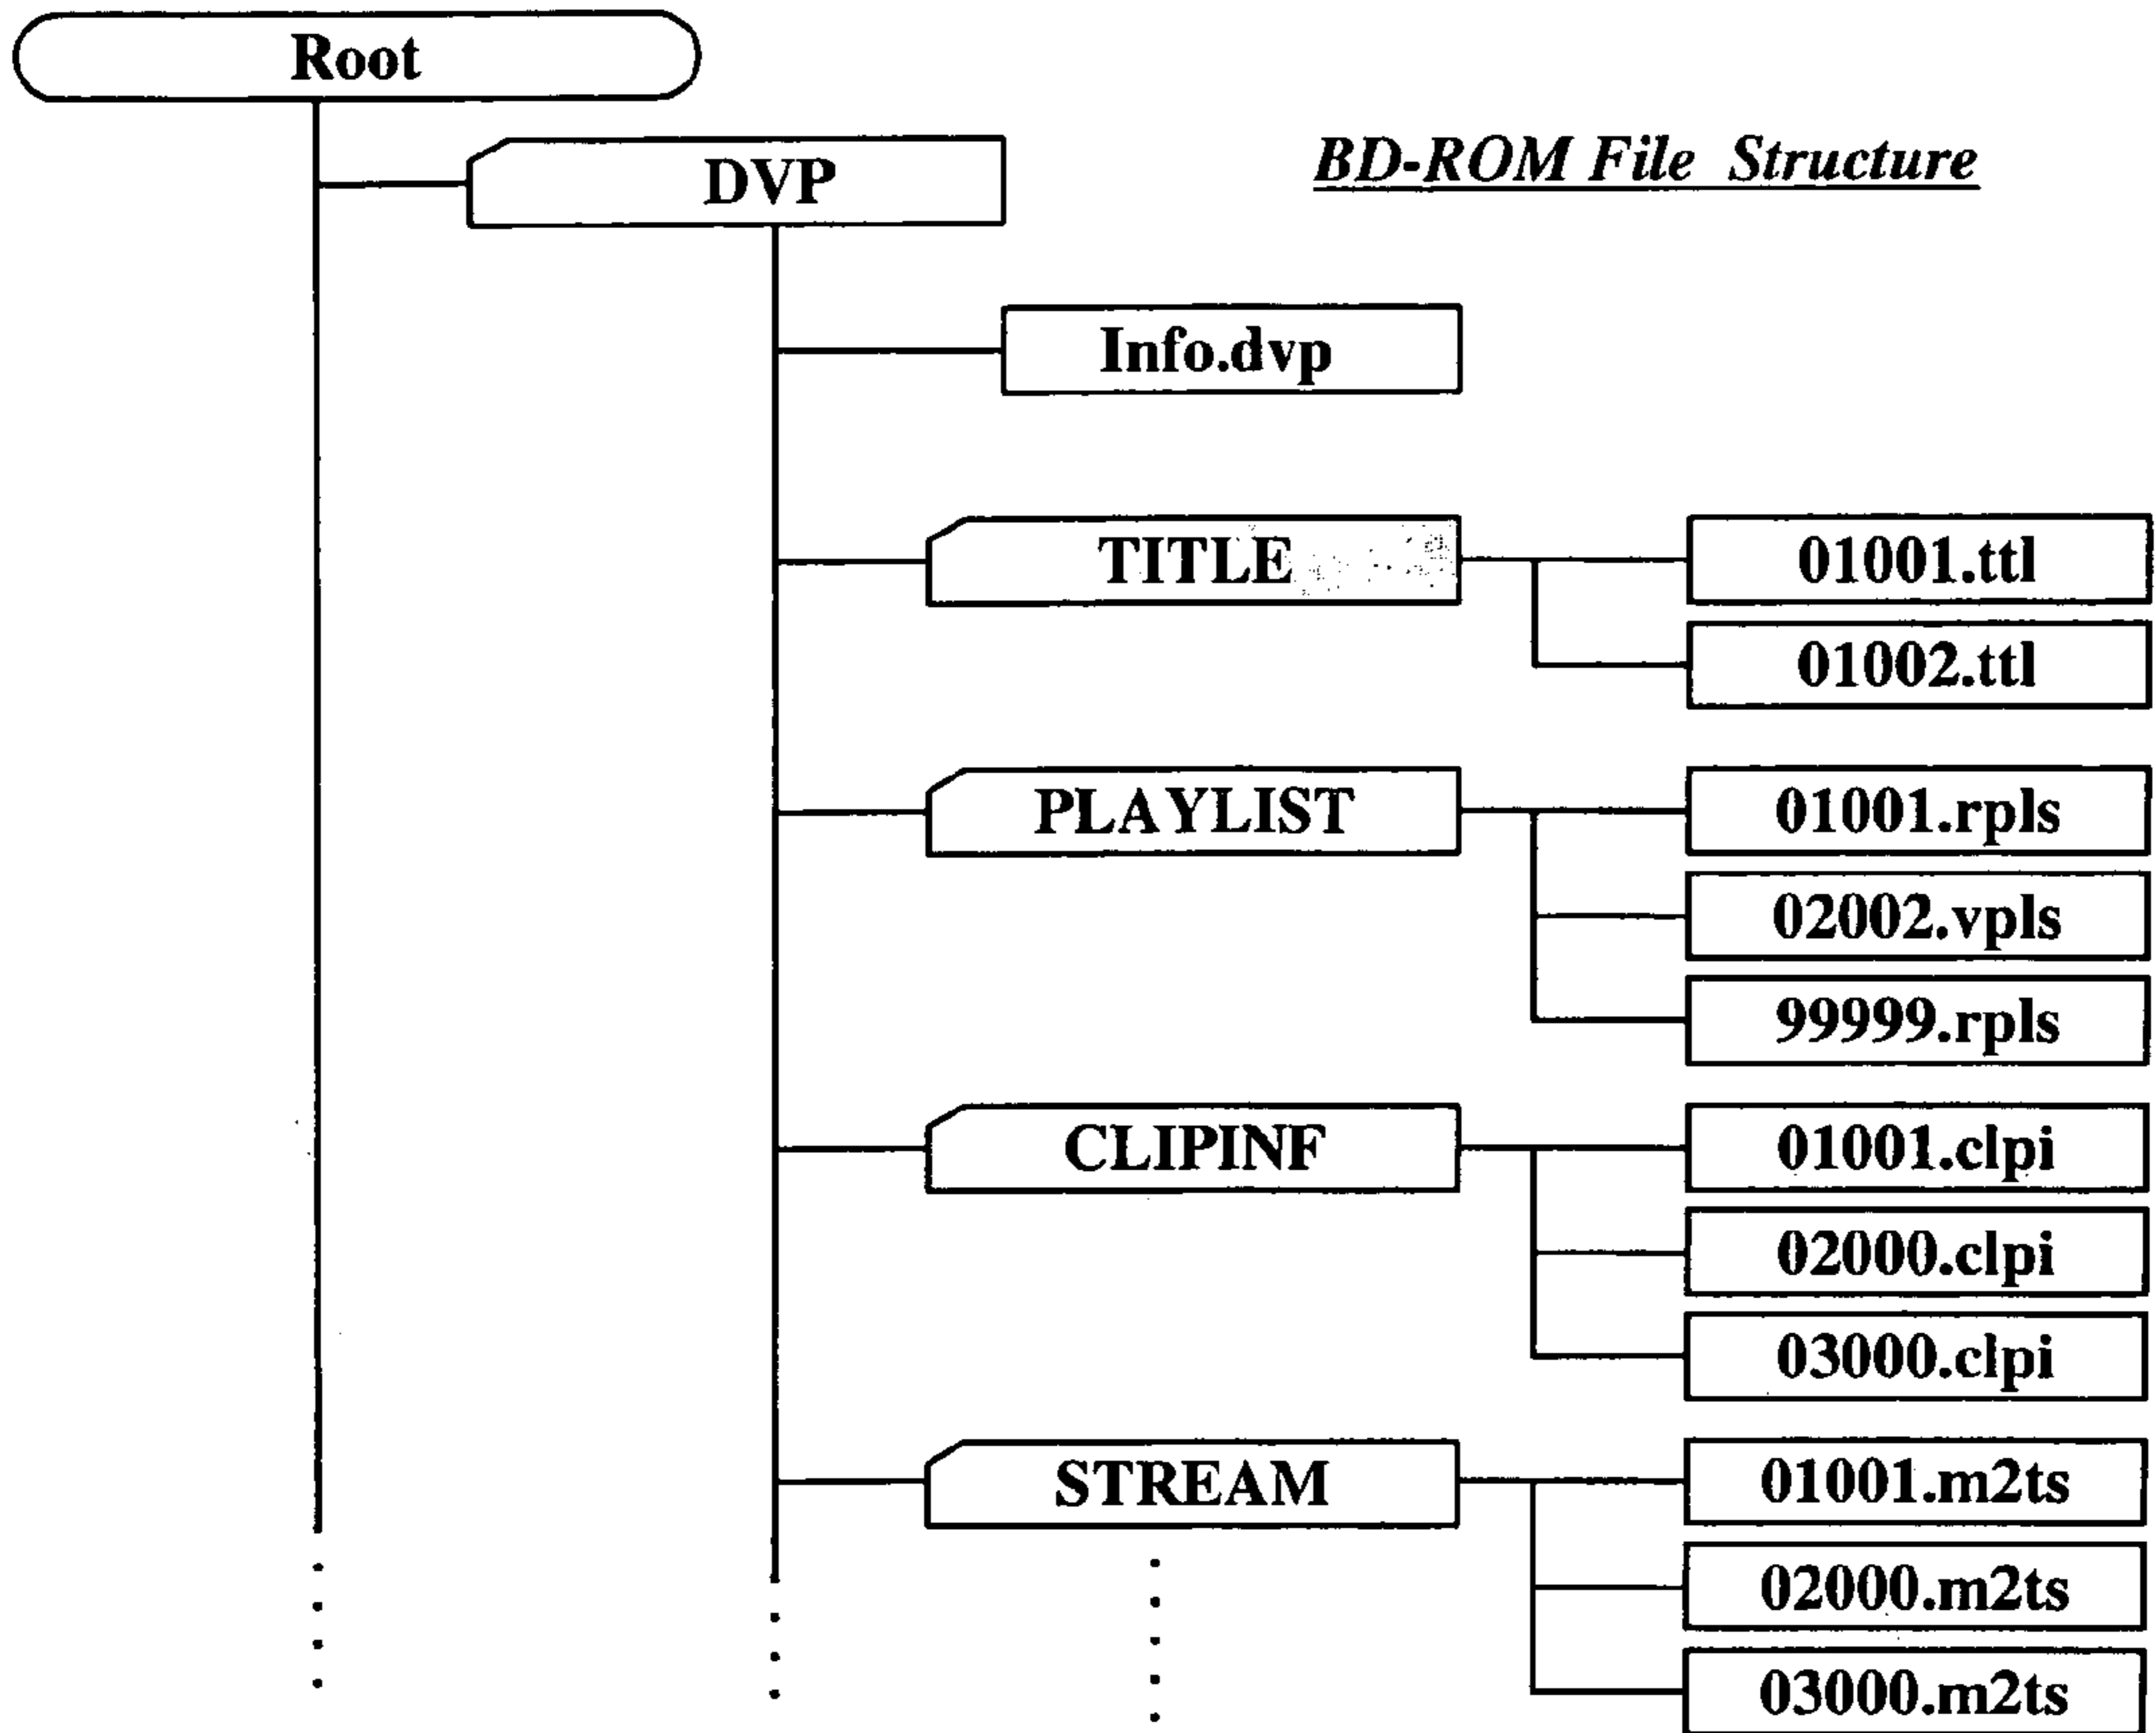 Root
DVP
BD-ROM File Structure
Info.dvp
TITLE
01001.ttl
01002.ttl
PLAYLIST
01001.rpls
02002.vpls
99999.rpls
CLIPINF
01001.clpi
02000.clpi
03000.clpi
STREAM
01001.m2ts
02000.m2ts
03000.m2ts